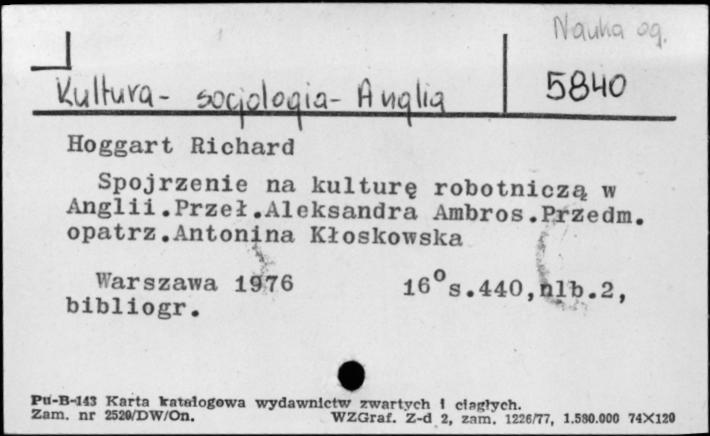 Nauka og.
Kultura - socjologia - Anglia
5840
Hoggart Richard
Spojrzenie na kulturę robotniczą w
Anglii.Przeł.Aleksandra Ambros.Przedm.
opatrz.Antonina Kłoskowska
Warszawa 1976 16°s.440,nlb.2,
bibliogr.
Pu-B-143 Karta katalogowa wydawnictw zwartych i ciągłych.
Zam. nr 2520/DW/On. WZGraf. Z-d 2, zam. 1226/77, 1.580.000 74X120